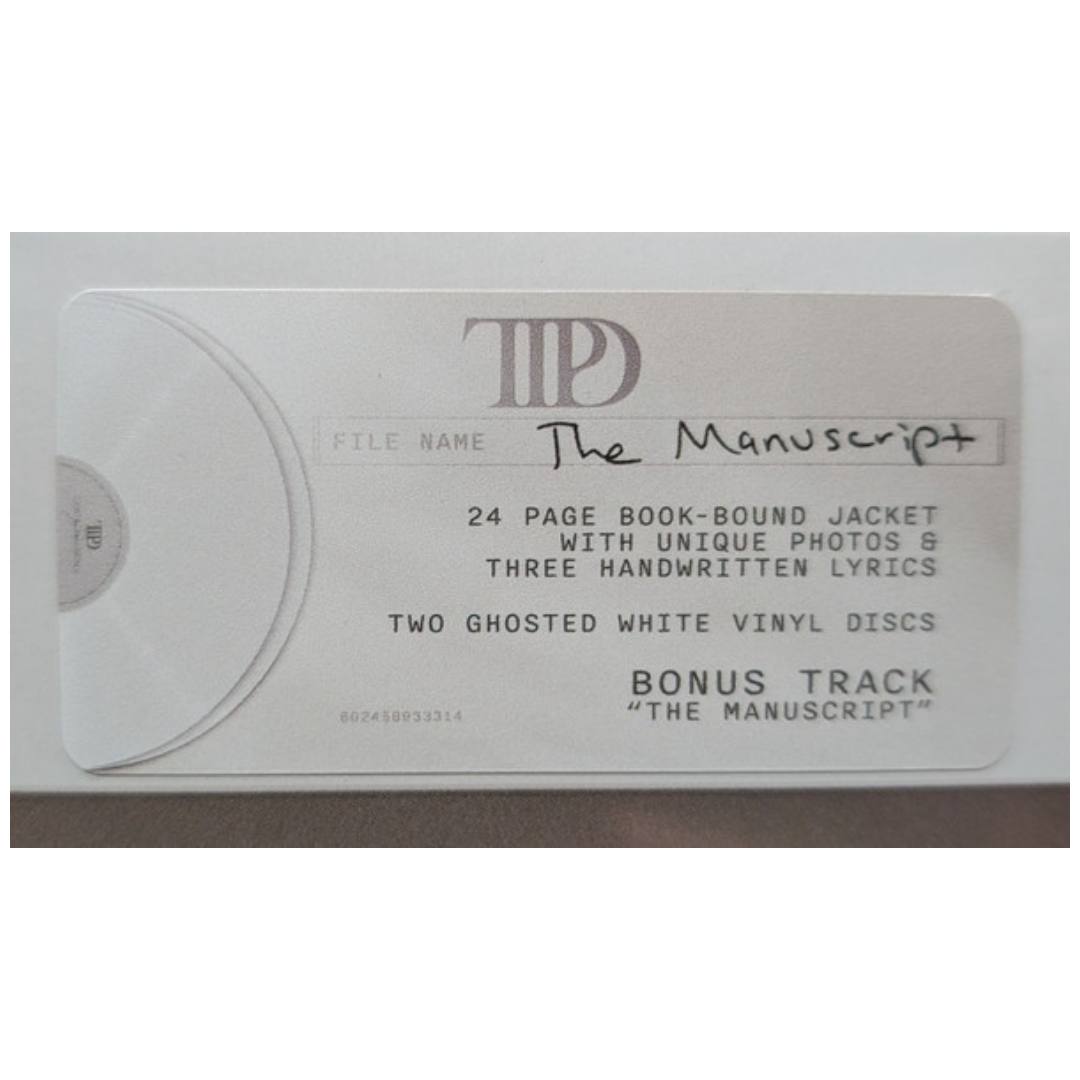 TTPD
FILE NAME The Manuscript
24 PAGE BOOK-BOUND JACKET
WITH UNIQUE PHOTOS &
THREE HANDWRITTEN LYRICS
TWO GHOSTED WHITE VINYL DISCS
BONUS TRACK
“THE MANUSCRIPT”
602458933314
TTPD